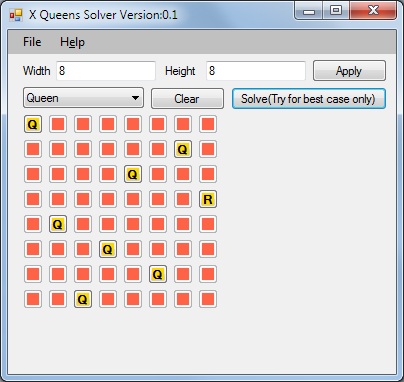 X Queens Solver Version:0.1
File Help
Width 8 Height 8 Apply
Queen Clear Solve(Try for best case only)
Q
Q
Q
R
Q
Q
Q
Q